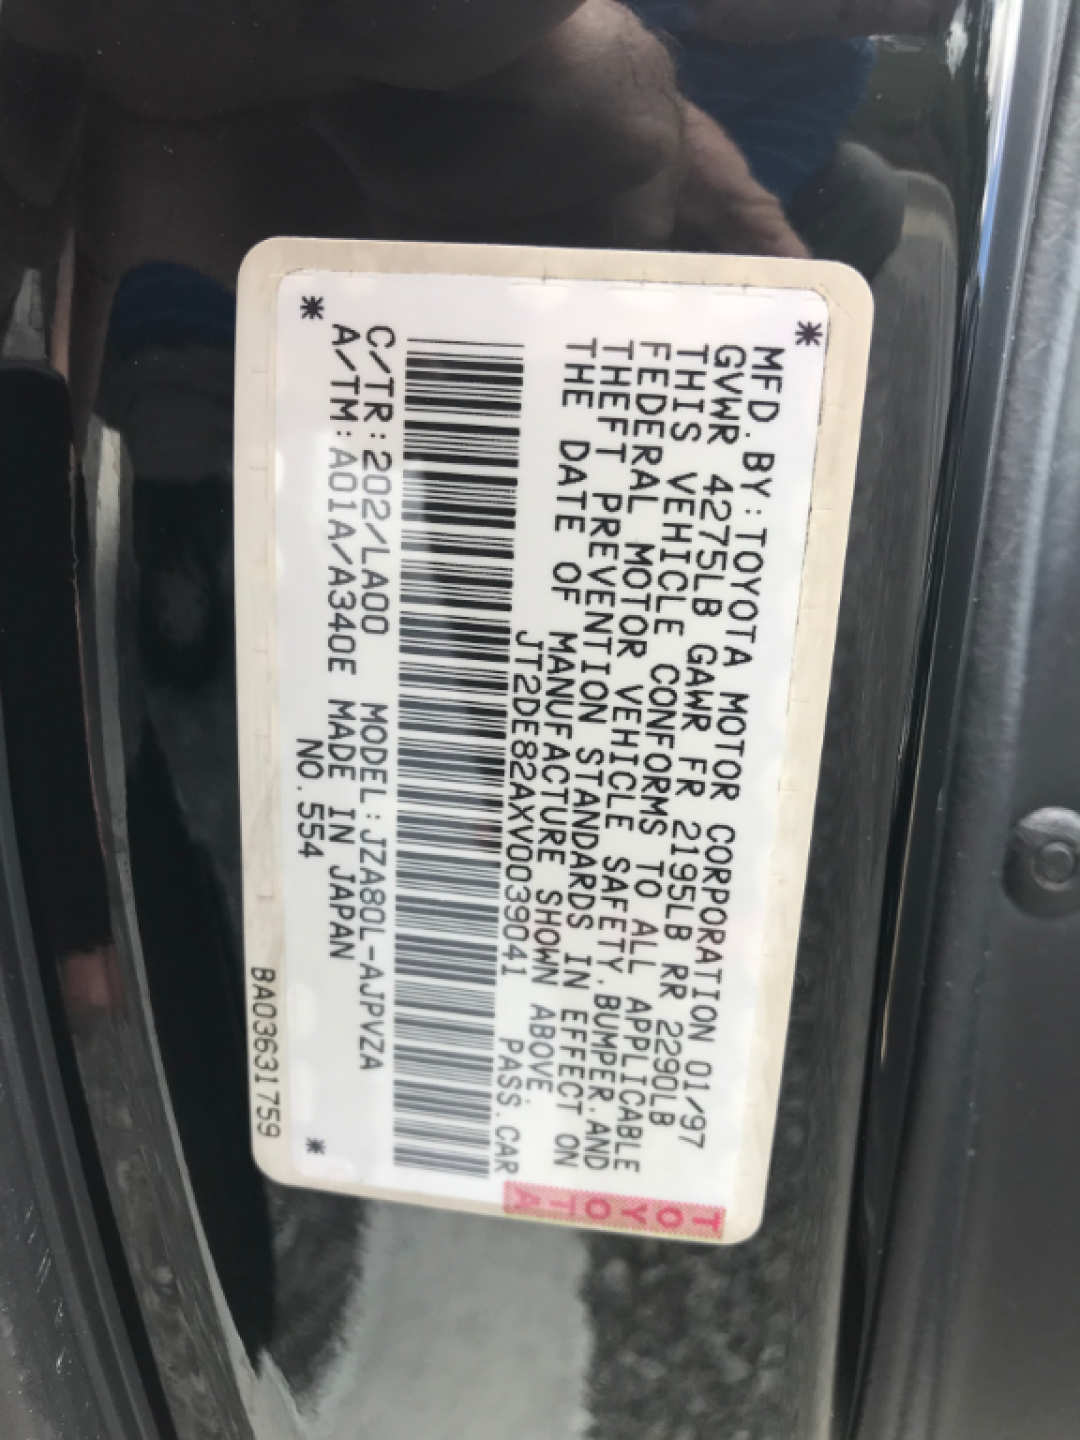 *
MFD.BY:TOYOTA MOTOR CORPORATION 01/97
GVWR 4275LB GAWR FR 2195LB RR 2290LB
THIS VEHICLE CONFORMS TO ALL APPLICABLE
FEDERAL MOTOR VEHICLE SAFETY.BUMPER.AND
THEFT PREVENTION STANDARDS IN EFFECT ON
THE DATE OF MANUFACTURE SHOWN ABOVE.
JT2DE82AXV0039041 PASS.CAR
TOYOTA
C/TR:202/LA00 MODEL:JZA80L-AJPVZA
A/TM:A01A/A340E MADE IN JAPAN
* NO.554 *
BA03631759